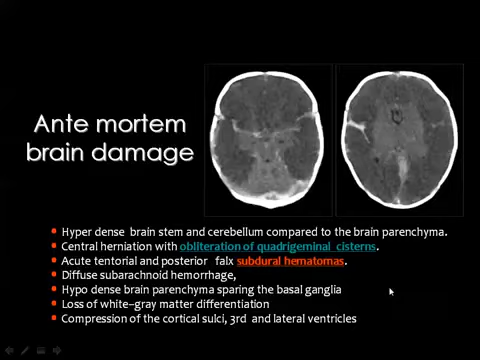 Ante mortem
brain damage
Hyper dense brain stem and cerebellum compared to the brain parenchyma.
Central herniation with obliteration of quadrigeminal cisterns.
Acute tentorial and posterior falx subdural hematomas.
Diffuse subarachnoid hemorrhage,
Hypo dense brain parenchyma sparing the basal ganglia
Loss of white-gray matter differentiation
Compression of the cortical sulci, 3rd and lateral ventricles